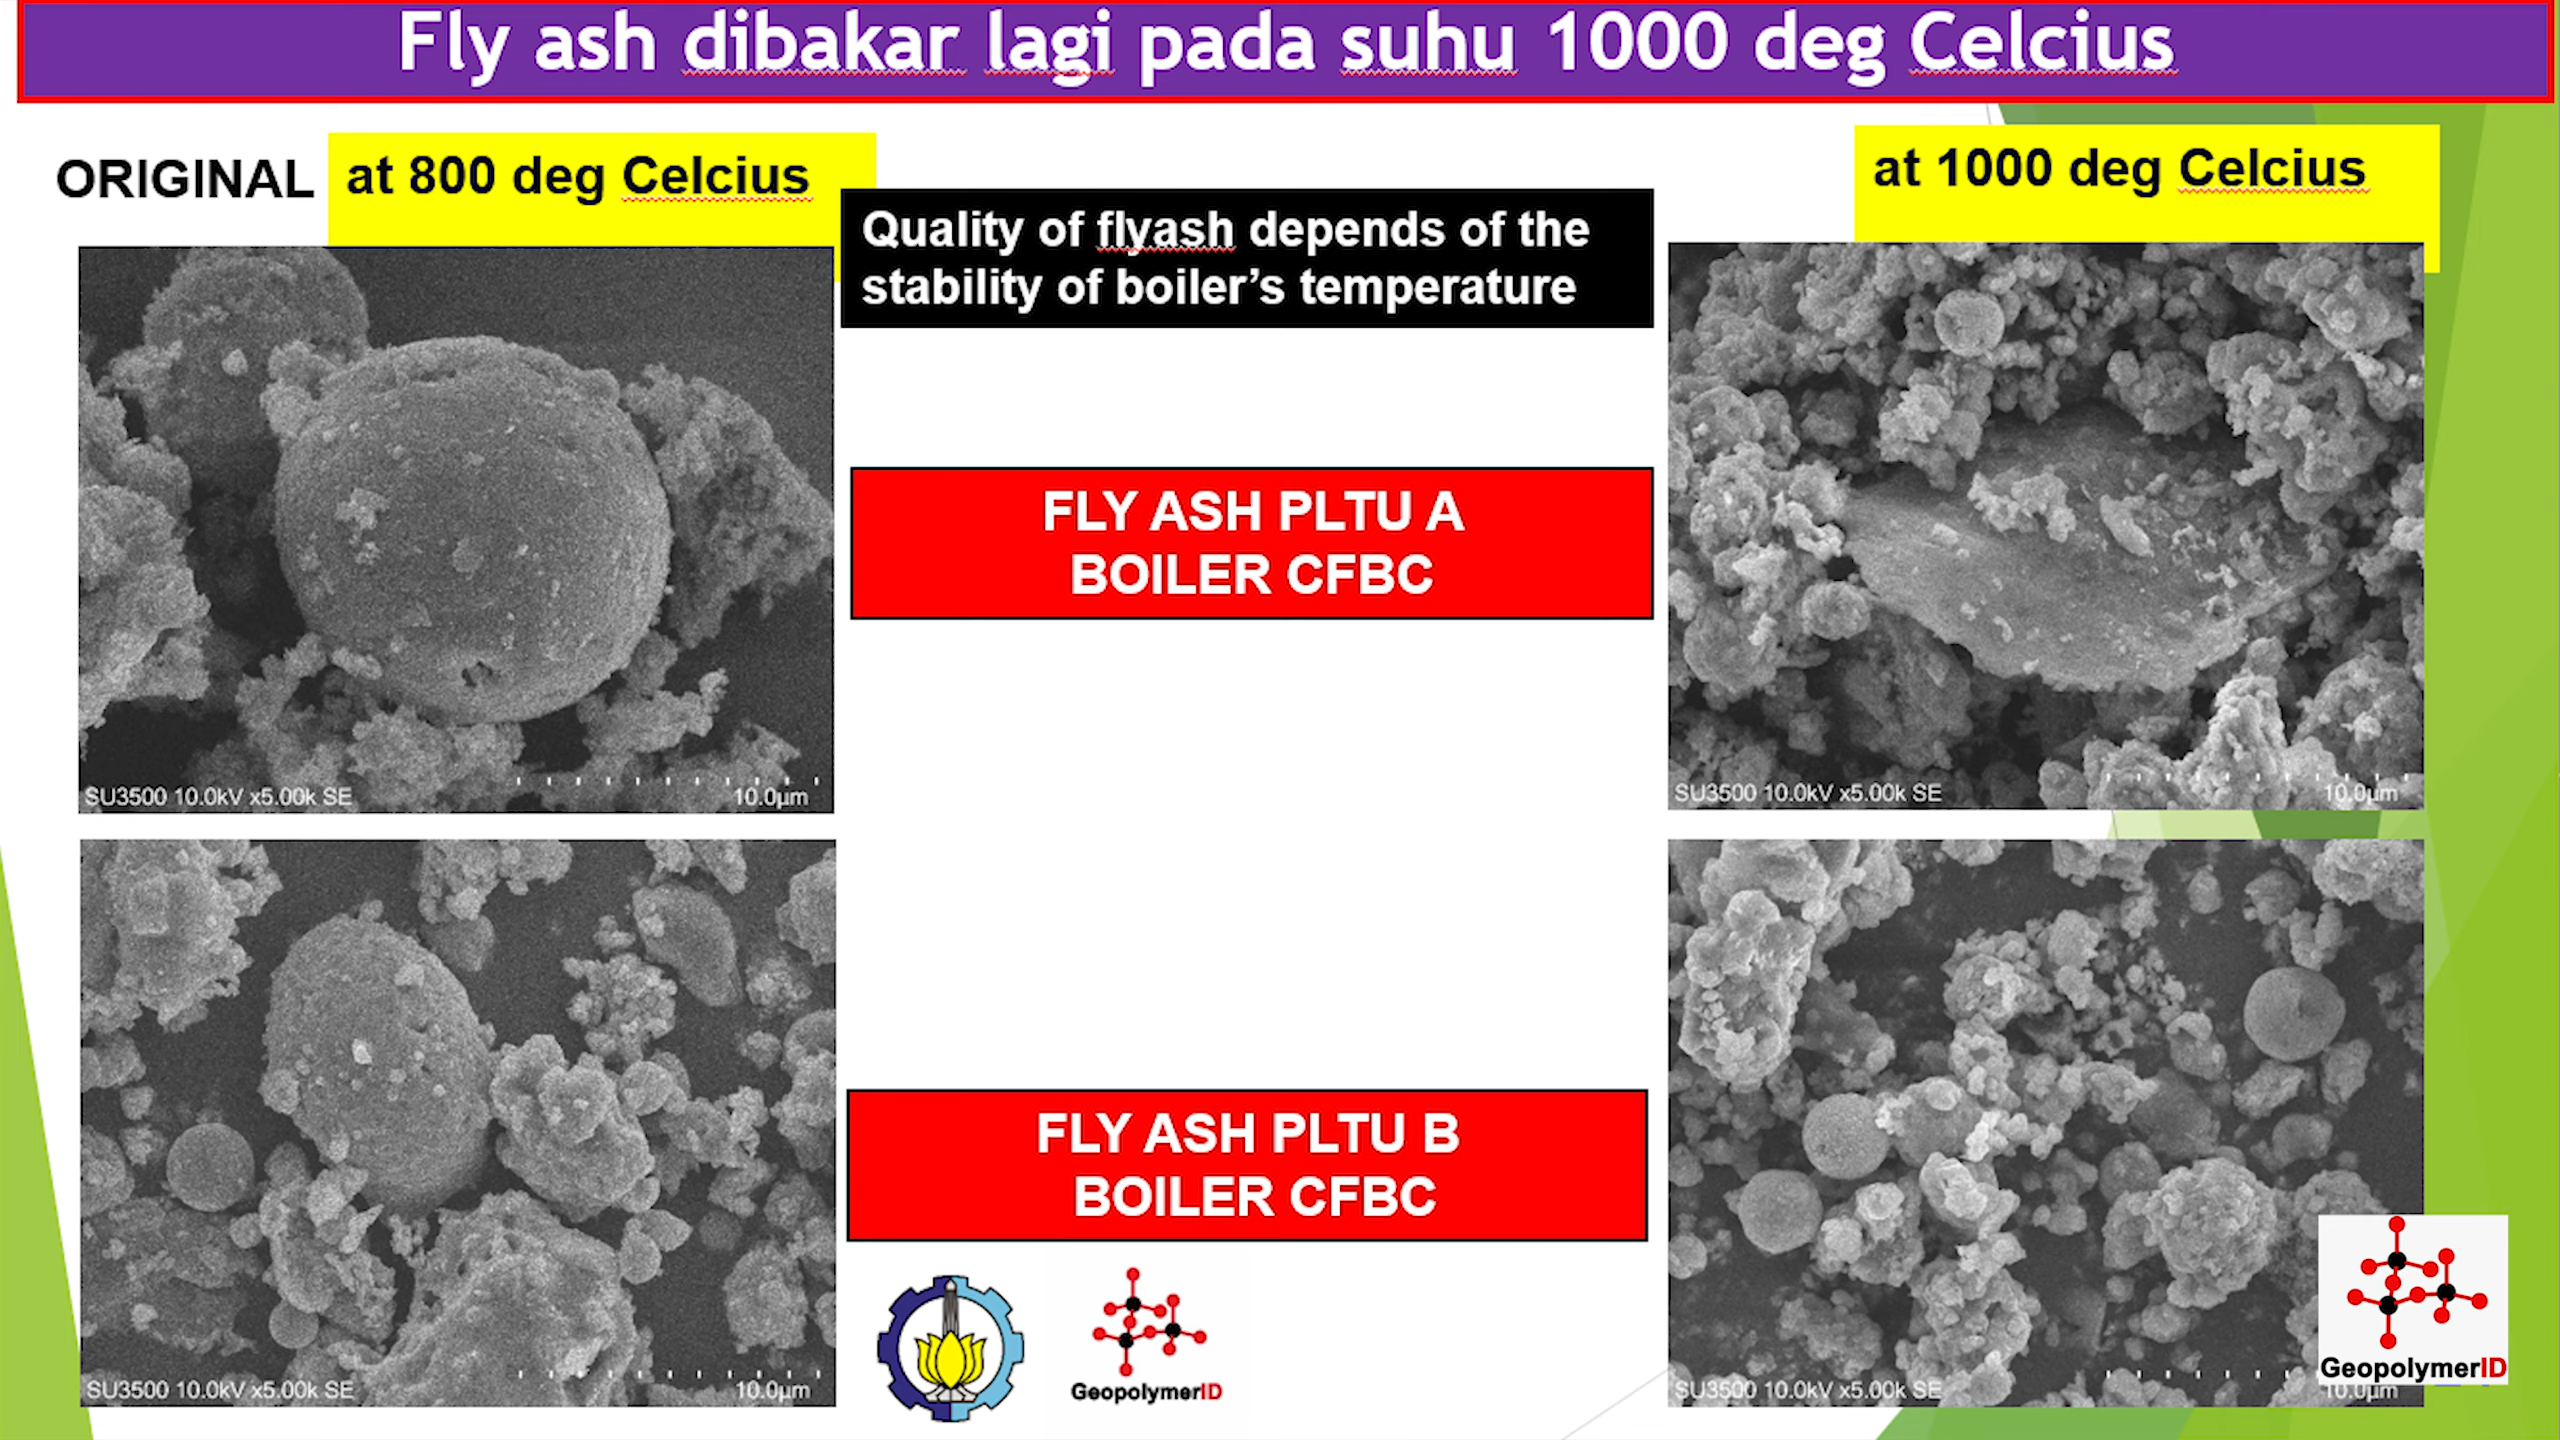 Fly ash dibakar lagi pada suhu 1000 deg Celcius
ORIGINAL
at 800 deg Celcius
at 1000 deg Celcius
Quality of flyash depends of the
stability of boiler's temperature
FLY ASH PLTU A
BOILER CFBC
SU3500 10.0kV x5.00k SE
10.0µm
SU3500 10.0kV x5.00k SE
10.0µm
FLY ASH PLTU B
BOILER CFBC
SU3500 10.0kV x5.00k SE
10.0µm
GeopolymerID
SU3500 10.0kV x5.00k SE
10.0µm
GeopolymerID